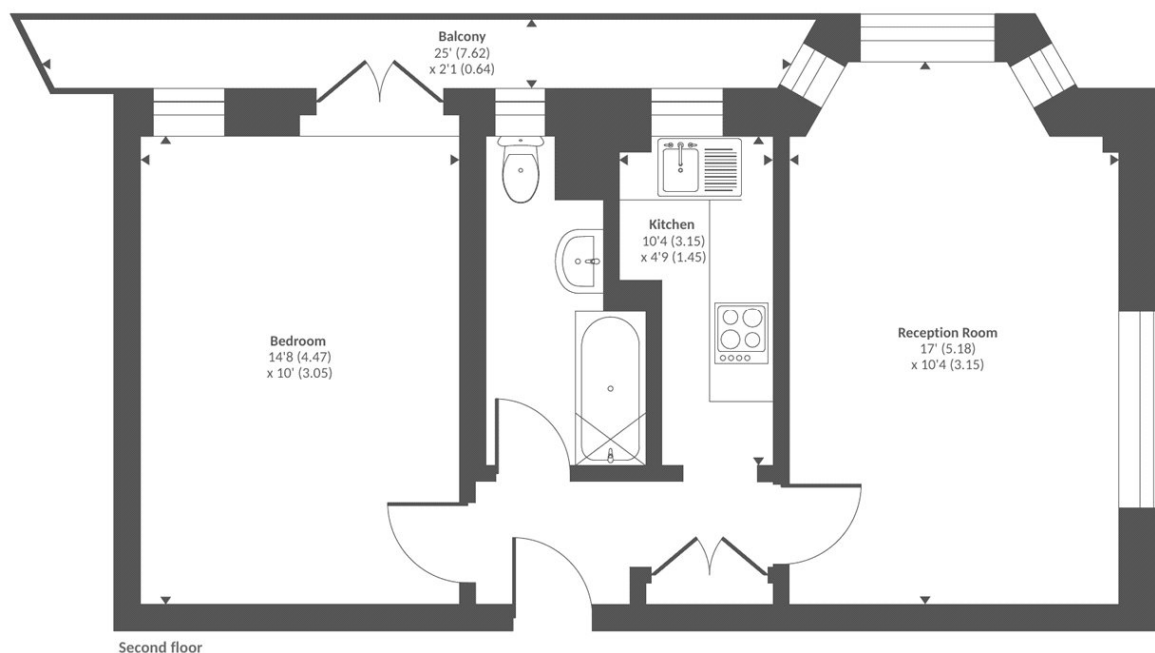 Balcony
25' (7.62)
x 2'1 (0.64)
Kitchen
10'4 (3.15)
x 4'9 (1.45)
Bedroom
14'8 (4.47)
x 10' (3.05)
Reception Room
17' (5.18)
x 10'4 (3.15)
Second floor